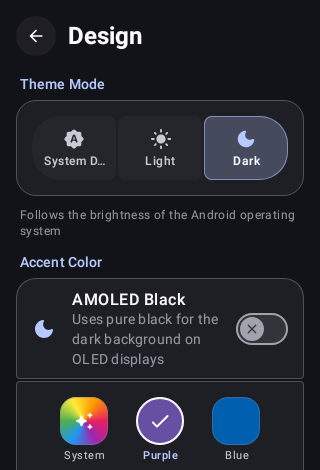 Design
Theme Mode
System D...
Light
Dark
Follows the brightness of the Android operating
system
Accent Color
AMOLED Black
Uses pure black for the
dark background on
OLED displays
System
Purple
Blue